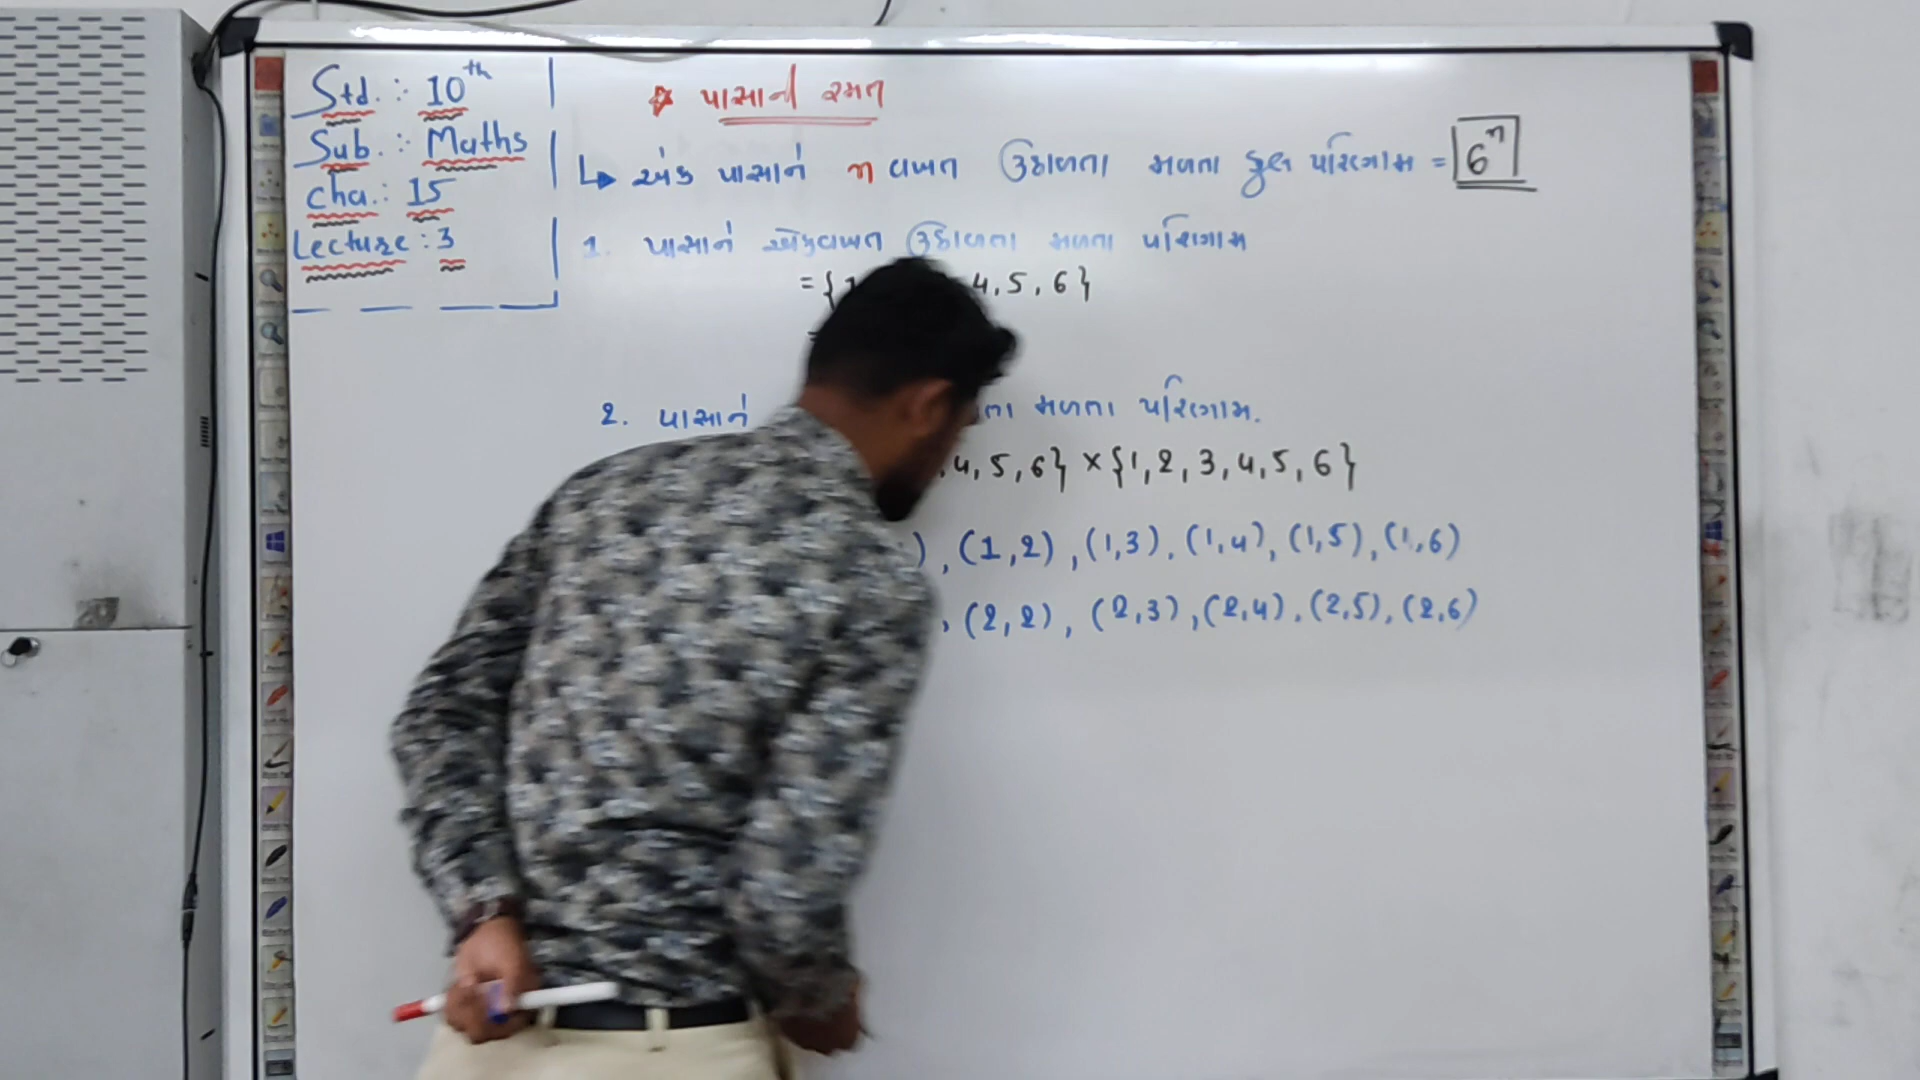 Std. : 10th
Sub. : Maths
cha. : 15
Lecture : 3
☆ પાસાની રમત
↳ એક પાસાને n વખત ઉછાળતા મળતા કુલ પરિણામ = 6ⁿ
1. પાસાને એકવખત ઉછાળતા મળતા પરિણામ
= {1 4, 5, 6}
2. પાસાને મળતા પરિણામ.
, 4, 5, 6} × {1, 2, 3, 4, 5, 6}
), (1,2), (1,3), (1,4), (1,5), (1,6)
, (2,2), (2,3), (2,4), (2,5), (2,6)